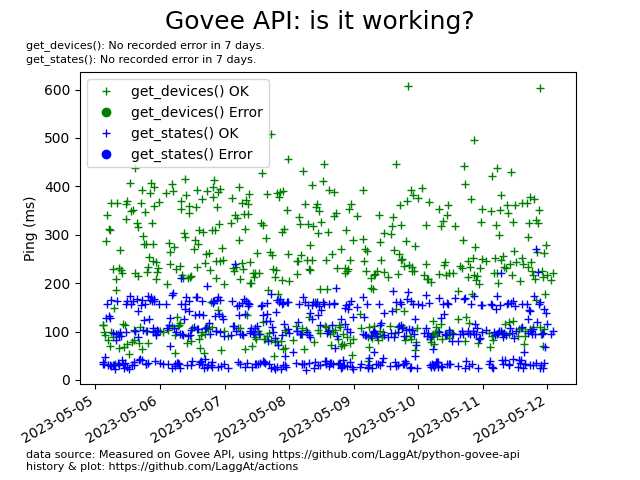 Govee API: is it working?
get_devices(): No recorded error in 7 days.
get_states(): No recorded error in 7 days.
get_devices() OK
get_devices() Error
get_states() OK
get_states() Error
Ping (ms)
600
500
400
300
200
100
0
2023-05-05
2023-05-06
2023-05-07
2023-05-08
2023-05-09
2023-05-10
2023-05-11
2023-05-12
data source: Measured on Govee API, using https://github.com/LaggAt/python-govee-api
history & plot: https://github.com/LaggAt/actions